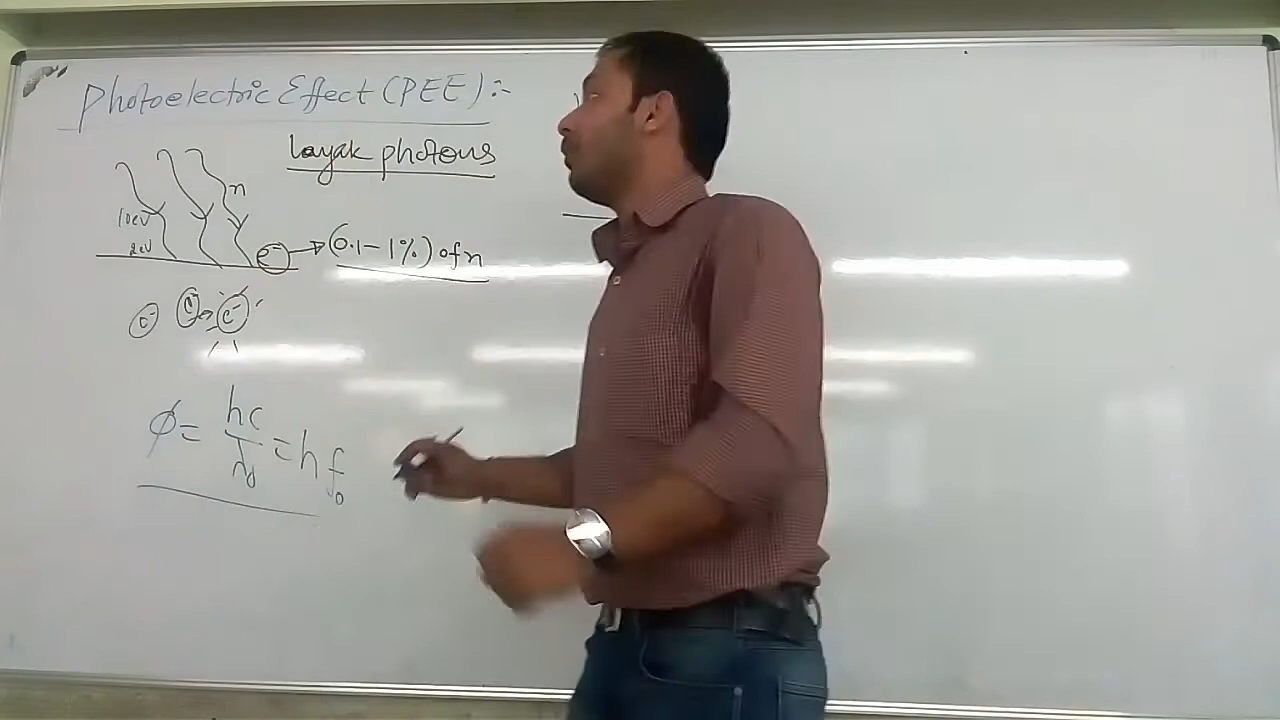 Photoelectric Effect (PEE):-
layak photons
n
10eV
2eV
e⁻ → (0.1-1%) of n
e⁻ e⁻ e⁻
φ = hc/λ₀ = hf₀